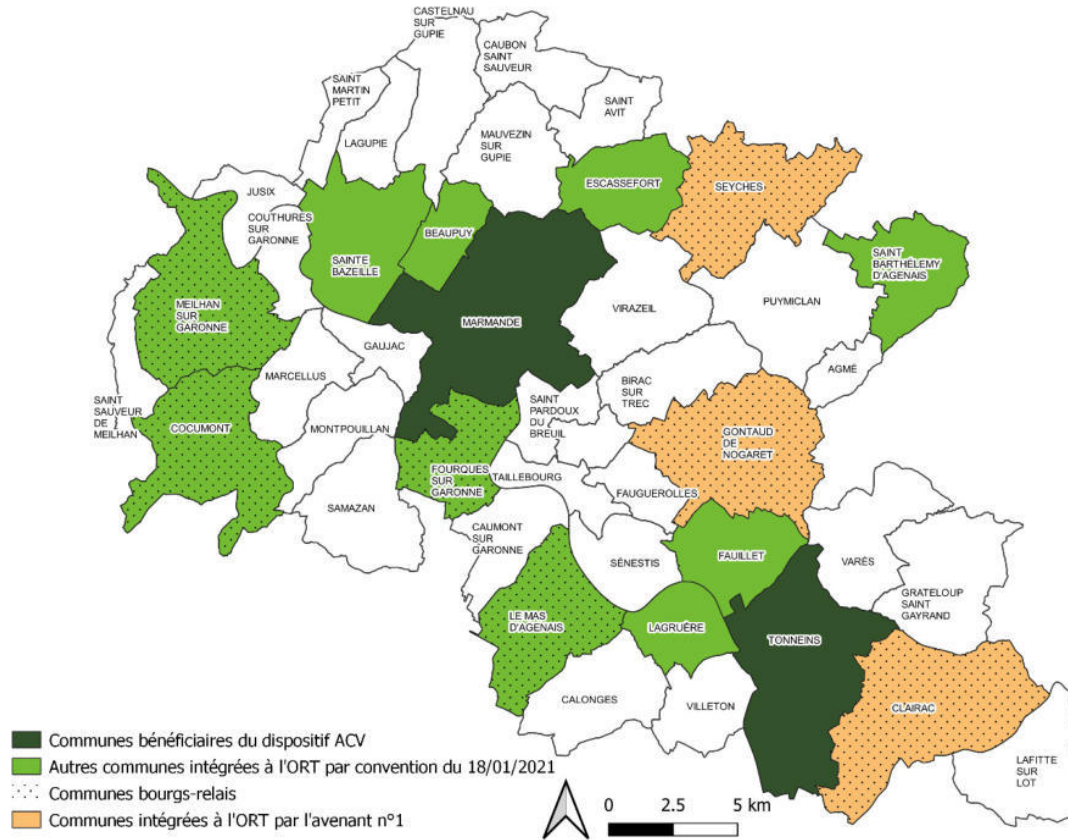 CASTELNAU
SUR
GUPIE
CAUBON
SAINT
SAUVEUR
SAINT
MARTIN
PETIT
SAINT
AVIT
LAGUPIE
MAUVEZIN
SUR
GUPIE
ESCASSEFORT
SEYCHES
JUSIX
COUTHURES
SUR
GARONNE
BEAUPUY
SAINTE
BAZEILLE
SAINT
BARTHÉLEMY
D'AGENAIS
MEILHAN
SUR
GARONNE
MARMANDE
VIRAZEIL
PUYMICLAN
GAUJAC
MARCELLUS
AGMÉ
BIRAC
SUR
TREC
SAINT
SAUVEUR
DE
MEILHAN
COCUMONT
MONTPOUILLAN
SAINT
PARDOUX
DU
BREUIL
GONTAUD
DE
NOGARET
FOURQUES
SUR
GARONNE
TAILLEBOURG
FAUGUEROLLES
SAMAZAN
CAUMONT
SUR
GARONNE
SÉNESTIS
FAUILLET
VARÈS
GRATELOUP
SAINT
GAYRAND
LE MAS
D'AGENAIS
LAGRUÈRE
TONNEINS
CALONGES
VILLETON
CLAIRAC
LAFITTE
SUR
LOT
Communes bénéficiaires du dispositif ACV
Autres communes intégrées à l'ORT par convention du 18/01/2021
Communes bourgs-relais
Communes intégrées à l'ORT par l'avenant n°1
0 2.5 5 km